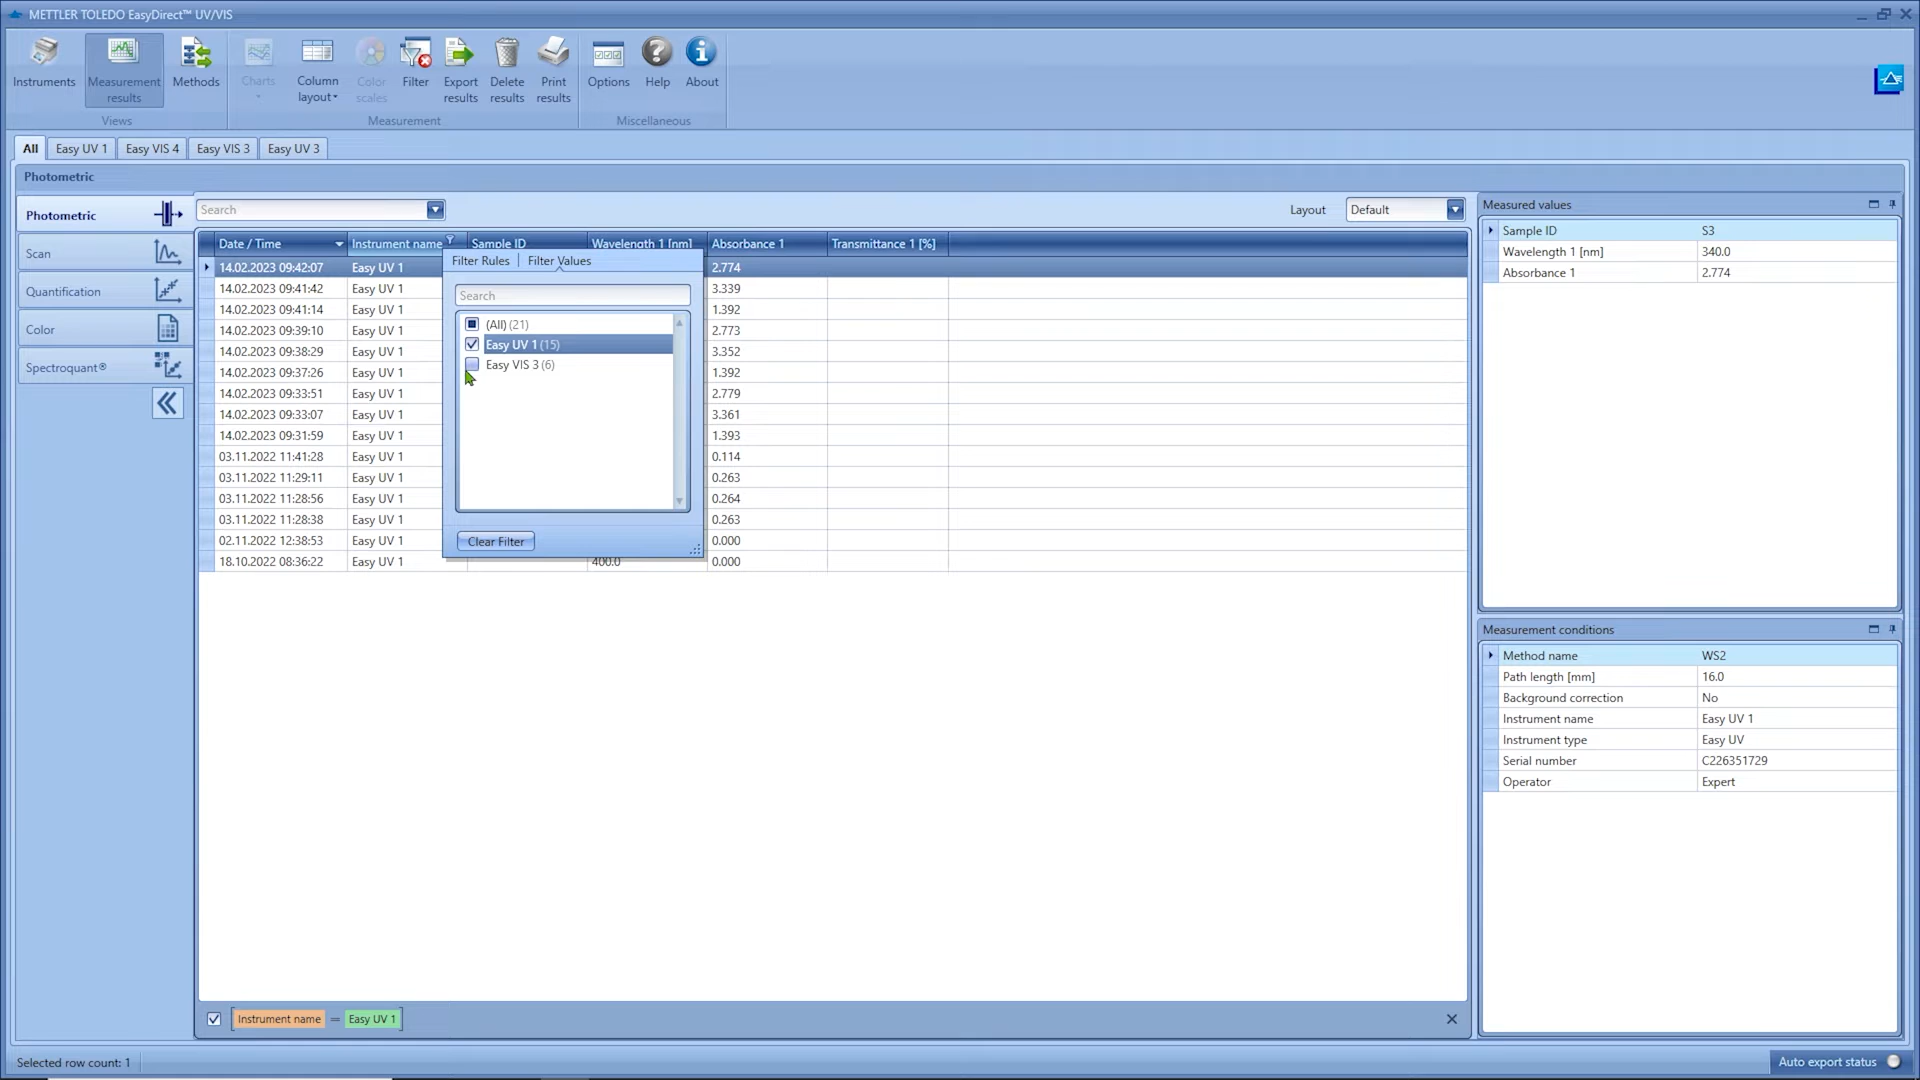 METTLER TOLEDO EasyDirect™ UV/VIS
Instruments
Measurement results
Methods
Charts
Column layout
Color scales
Filter
Export results
Delete results
Print results
Options
Help
About
Views
Measurement
Miscellaneous
All
Easy UV 1
Easy VIS 4
Easy VIS 3
Easy UV 3
Photometric
Photometric
Scan
Quantification
Color
Spectroquant®
Search
Layout
Default
Date / Time Instrument name Sample ID Wavelength 1 [nm] Absorbance 1 Transmittance 1 [%]
14.02.2023 09:42:07 Easy UV 1 2.774
14.02.2023 09:41:42 Easy UV 1 3.339
14.02.2023 09:41:14 Easy UV 1 1.392
14.02.2023 09:39:10 Easy UV 1 2.773
14.02.2023 09:38:29 Easy UV 1 3.352
14.02.2023 09:37:26 Easy UV 1 1.392
14.02.2023 09:33:51 Easy UV 1 2.779
14.02.2023 09:33:07 Easy UV 1 3.361
14.02.2023 09:31:59 Easy UV 1 1.393
03.11.2022 11:41:28 Easy UV 1 0.114
03.11.2022 11:29:11 Easy UV 1 0.263
03.11.2022 11:28:56 Easy UV 1 0.264
03.11.2022 11:28:38 Easy UV 1 0.263
02.11.2022 12:38:53 Easy UV 1 0.000
18.10.2022 08:36:22 Easy UV 1 400.0 0.000
Filter Rules
Filter Values
Search
(All) (21)
Easy UV 1 (15)
Easy VIS 3 (6)
Clear Filter
Instrument name = Easy UV 1
Measured values
Sample ID S3
Wavelength 1 [nm] 340.0
Absorbance 1 2.774
Measurement conditions
Method name WS2
Path length [mm] 16.0
Background correction No
Instrument name Easy UV 1
Instrument type Easy UV
Serial number C226351729
Operator Expert
Selected row count: 1
Auto export status